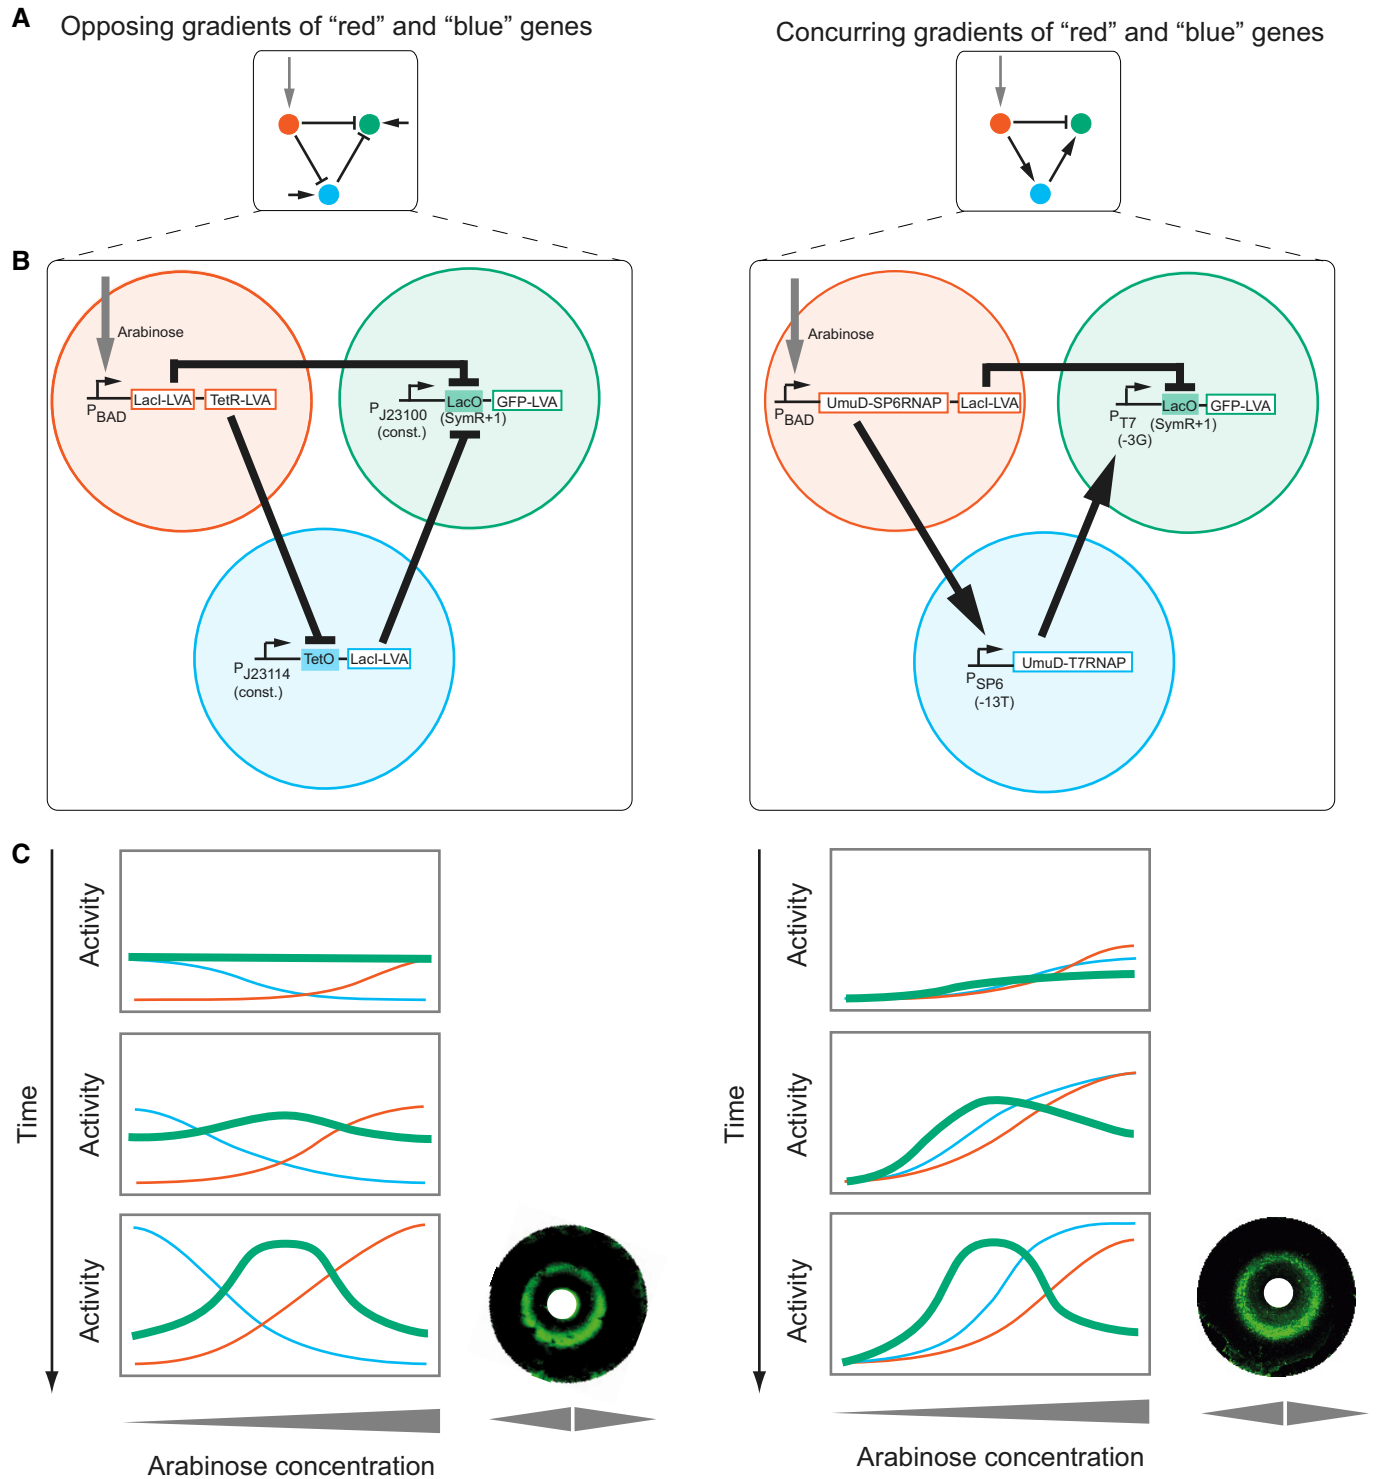 A
Opposing gradients of “red” and “blue” genes
Concurring gradients of “red” and “blue” genes
B
Arabinose
PBAD
LacI-LVA
TetR-LVA
PJ23100
(const.)
LacO
(SymR+1)
GFP-LVA
PJ23114
(const.)
TetO
LacI-LVA
Arabinose
PBAD
UmuD-SP6RNAP
LacI-LVA
PT7
(-3G)
LacO
(SymR+1)
GFP-LVA
PSP6
(-13T)
UmuD-T7RNAP
C
Time
Activity
Activity
Activity
Arabinose concentration
Time
Activity
Activity
Activity
Arabinose concentration